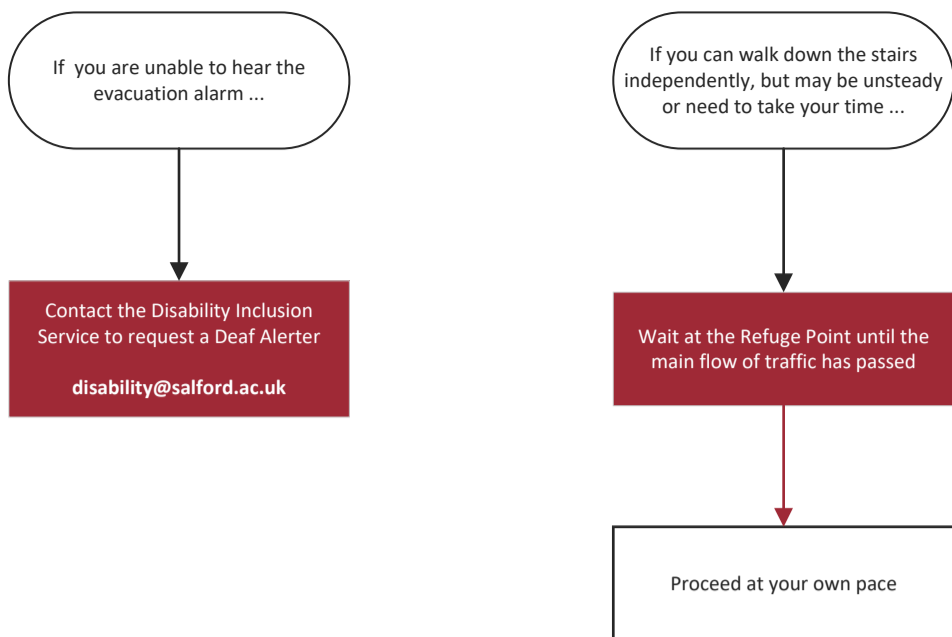 If you are unable to hear the
evacuation alarm ...
Contact the Disability Inclusion
Service to request a Deaf Alerter
disability@salford.ac.uk
If you can walk down the stairs
independently, but may be unsteady
or need to take your time ...
Wait at the Refuge Point until the
main flow of traffic has passed
Proceed at your own pace